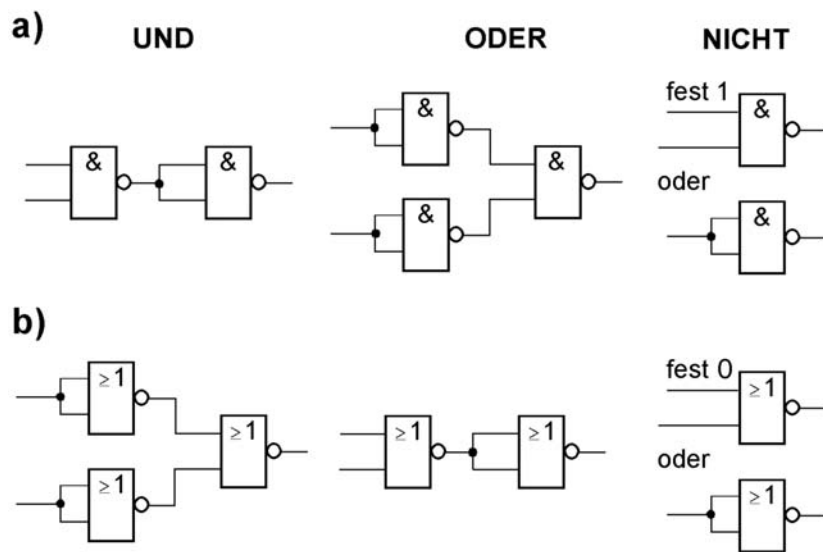 a)
UND ODER NICHT
fest 1
& & & & & &
oder
& &
b)
fest 0
≥1 ≥1
≥1 ≥1 ≥1
oder
≥1 ≥1